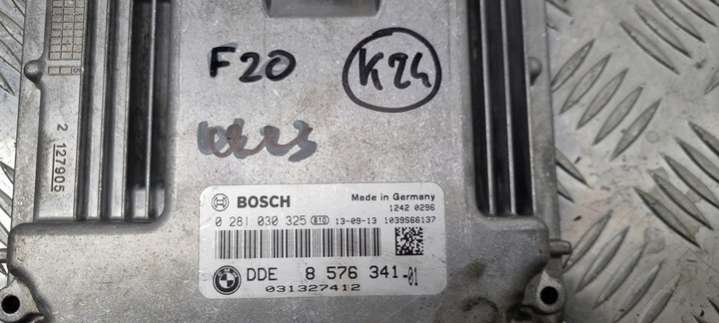 F20
K24
2
127905
BOSCH
Made in Germany
1242 0296
0 281 030 325 13-09-13 1039S66137
DDE 8 576 341-01
031327412